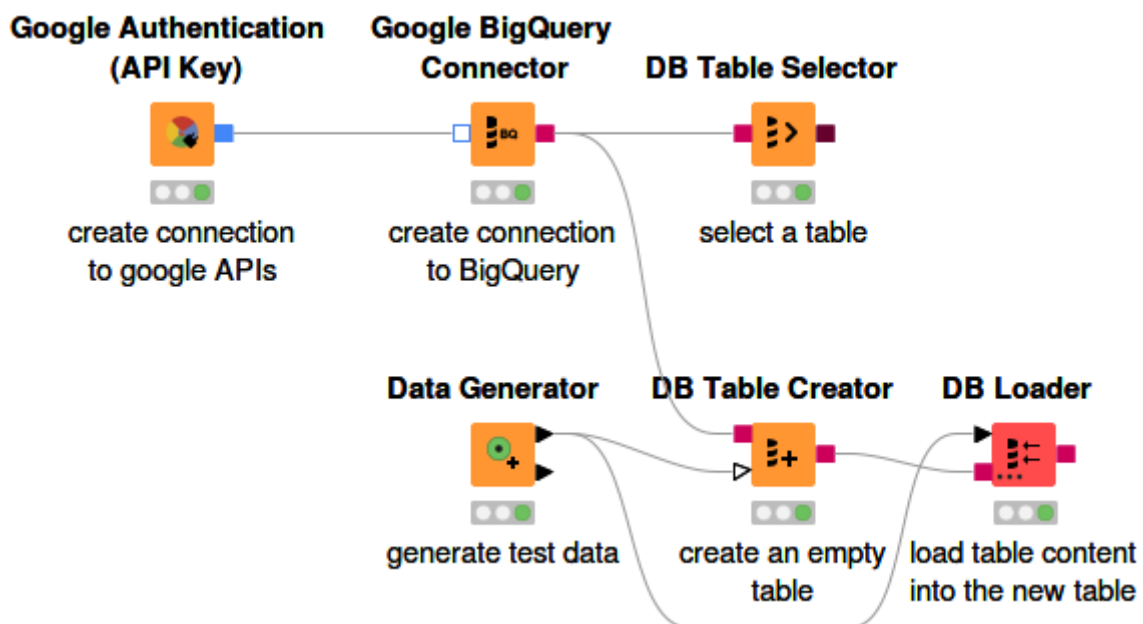 Google Authentication
(API Key)
Google BigQuery
Connector
DB Table Selector
BQ
create connection
to google APIs
create connection
to BigQuery
select a table
Data Generator
DB Table Creator
DB Loader
generate test data
create an empty
table
load table content
into the new table